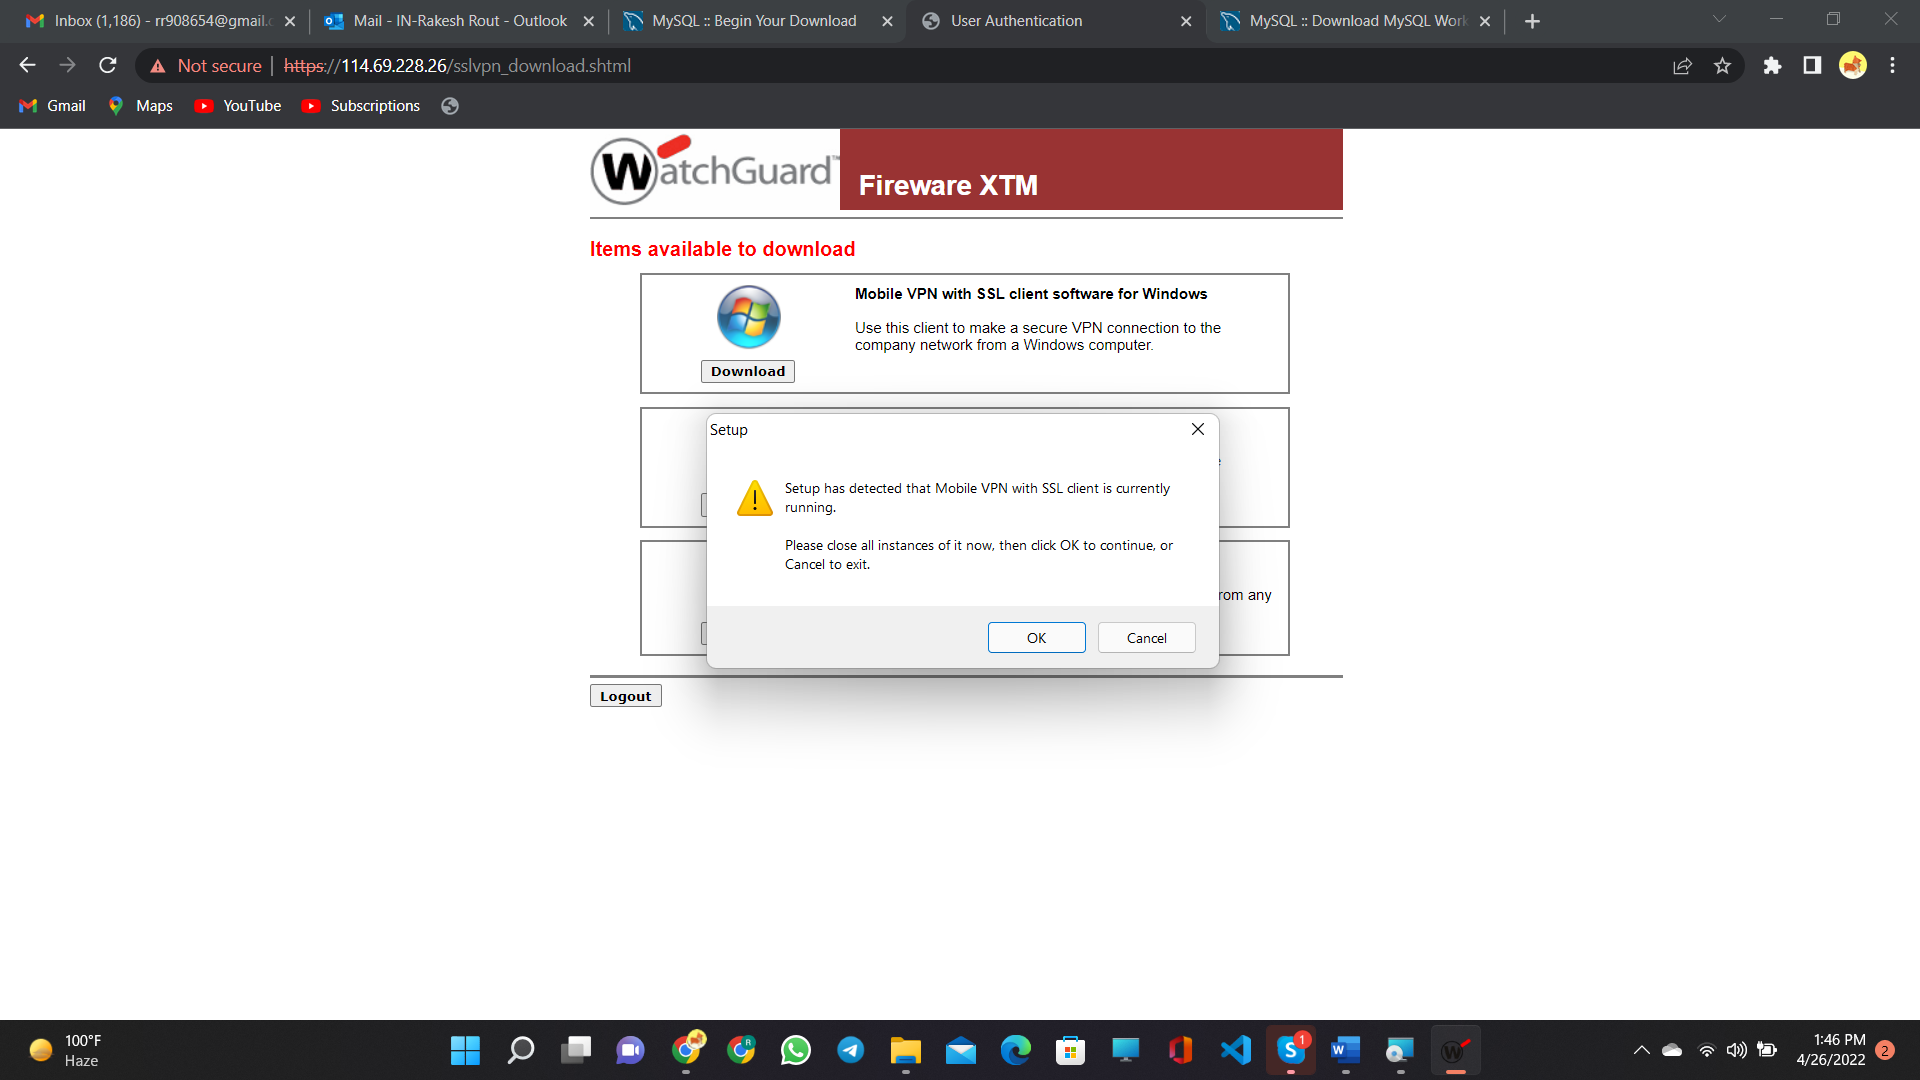 Inbox (1,186) - rr908654@gmail.c
Mail - IN-Rakesh Rout - Outlook
MySQL :: Begin Your Download
User Authentication
MySQL :: Download MySQL Work
Not secure
https://114.69.228.26/sslvpn_download.shtml
Gmail
Maps
YouTube
Subscriptions
WatchGuard™
Fireware XTM
Items available to download
Mobile VPN with SSL client software for Windows
Use this client to make a secure VPN connection to the
company network from a Windows computer.
Download
Setup
Setup has detected that Mobile VPN with SSL client is currently
running.
Please close all instances of it now, then click OK to continue, or
Cancel to exit.
rom any
OK
Cancel
Logout
100°F
Haze
R
1
1:46 PM
4/26/2022
2